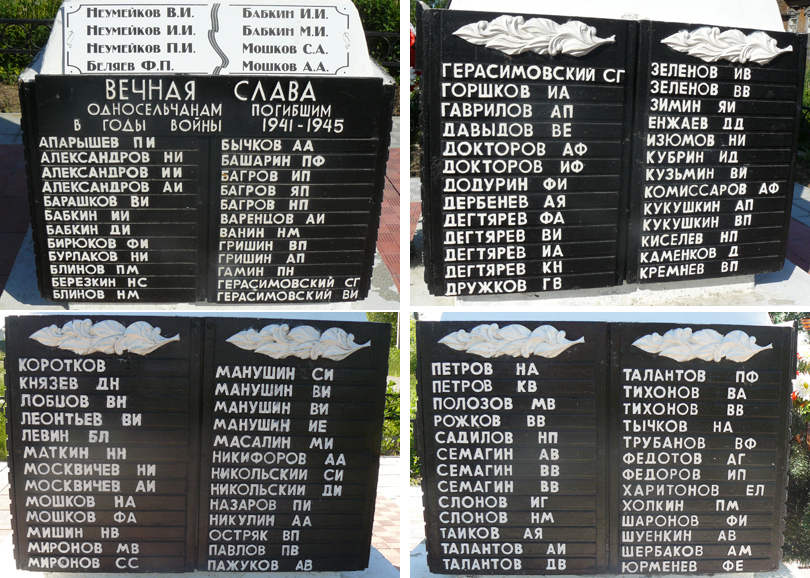 НЕУМЕЙКОВ В.И.
НЕУМЕЙКОВ И.И.
НЕУМЕЙКОВ П.И.
БЕЛЯЕВ Ф.П.
БАБКИН И.И.
БАБКИН М.И.
МОШКОВ С.А.
МОШКОВ А.А.
ВЕЧНАЯ СЛАВА
ОДНОСЕЛЬЧАНАМ ПОГИБШИМ
В ГОДЫ ВОЙНЫ 1941-1945
АПАРЫШЕВ ПИ
АЛЕКСАНДРОВ НИ
АЛЕКСАНДРОВ ИИ
АЛЕКСАНДРОВ АИ
БАРАШКОВ ВИ
БАБКИН ИИ
БАБКИН ДИ
БИРЮКОВ ФИ
БУРЛАКОВ НИ
БЛИНОВ ПМ
БЕРЕЗКИН НС
БЛИНОВ НМ
БЫЧКОВ АА
БАШАРИН ПФ
БАГРОВ ИП
БАГРОВ ЯП
БАГРОВ НП
ВАРЕНЦОВ АИ
ВАНИН НМ
ГРИШИН ВП
ГРИШИН АП
ГАМИН ПН
ГЕРАСИМОВСКИЙ СГ
ГЕРАСИМОВСКИЙ ВИ
ГЕРАСИМОВСКИЙ СГ
ГОРШКОВ ИА
ГАВРИЛОВ АП
ДАВЫДОВ ВЕ
ДОКТОРОВ АФ
ДОКТОРОВ ИФ
ДОДУРИН ФИ
ДЕРБЕНЕВ АЯ
ДЕГТЯРЕВ ФА
ДЕГТЯРЕВ ВИ
ДЕГТЯРЕВ ИА
ДЕГТЯРЕВ КН
ДРУЖКОВ ГВ
ЗЕЛЕНОВ ИВ
ЗЕЛЕНОВ ВВ
ЗИМИН ЯИ
ЕНЖАЕВ ДД
ИЗЮМОВ НИ
КУБРИН ИД
КУЗЬМИН ВИ
КОМИССАРОВ АФ
КУКУШКИН АП
КУКУШКИН ВП
КИСЕЛЕВ НП
КАМЕНКОВ Д
КРЕМНЕВ ВП
КОРОТКОВ
КНЯЗЕВ ДН
ЛОБЦОВ ВН
ЛЕОНТЬЕВ ВИ
ЛЕВИН БЛ
МАТКИН НН
МОСКВИЧЕВ НИ
МОСКВИЧЕВ АИ
МОШКОВ НА
МОШКОВ ФА
МИШИН НВ
МИРОНОВ МВ
МИРОНОВ СС
МАНУШИН СИ
МАНУШИН ВИ
МАНУШИН ВИ
МАНУШИН ИЕ
МАСАЛИН МИ
НИКИФОРОВ АА
НИКОЛЬСКИЙ СИ
НИКОЛЬСКИЙ ДИ
НАЗАРОВ ПИ
НИКУЛИН АА
ОСТРЯК ВП
ПАВЛОВ ПВ
ПАЖУКОВ АВ
ПЕТРОВ НА
ПЕТРОВ КВ
ПОЛОЗОВ МВ
РОЖКОВ ВВ
САДИЛОВ НП
СЕМАГИН АВ
СЕМАГИН ВВ
СЕМАГИН ВВ
СЛОНОВ ИГ
СЛОНОВ НМ
ТАИКОВ АЯ
ТАЛАНТОВ АИ
ТАЛАНТОВ ДВ
ТАЛАНТОВ ПФ
ТИХОНОВ ВА
ТИХОНОВ ВВ
ТЫЧКОВ НА
ТРУБАНОВ ВФ
ФЕДОТОВ АГ
ФЕДОРОВ ИП
ХАРИТОНОВ ЕЛ
ХОЛКИН ПМ
ШАРОНОВ ФИ
ШУЕНКИН АВ
ШЕРБАКОВ АМ
ЮРМЕНЕВ ФЕ